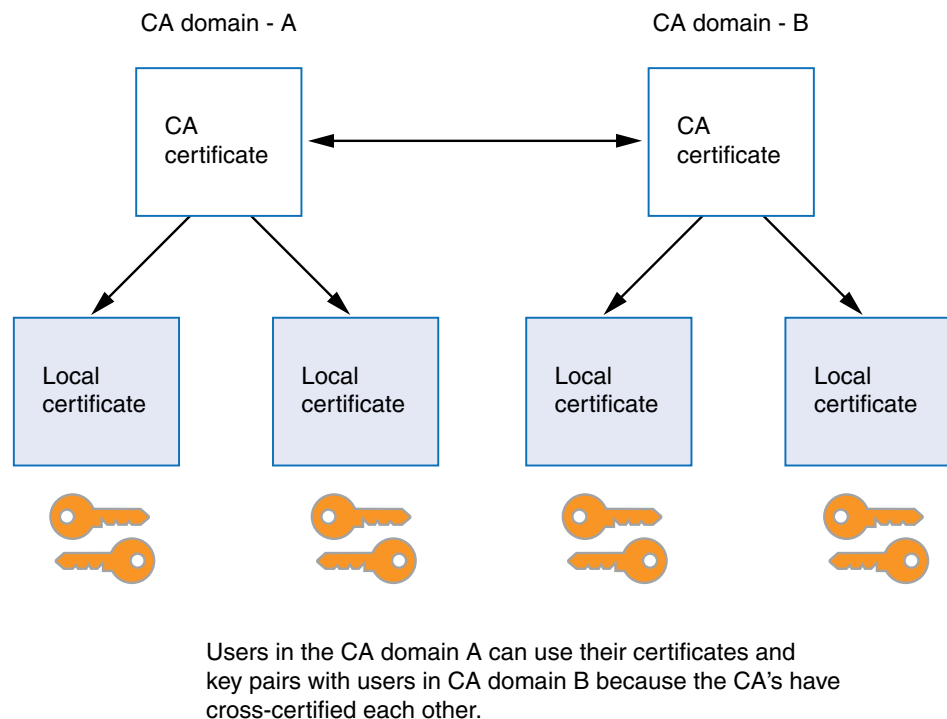 CA domain - A
CA domain - B
CA
certificate
CA
certificate
Local
certificate
Local
certificate
Local
certificate
Local
certificate
Users in the CA domain A can use their certificates and
key pairs with users in CA domain B because the CA's have
cross-certified each other.